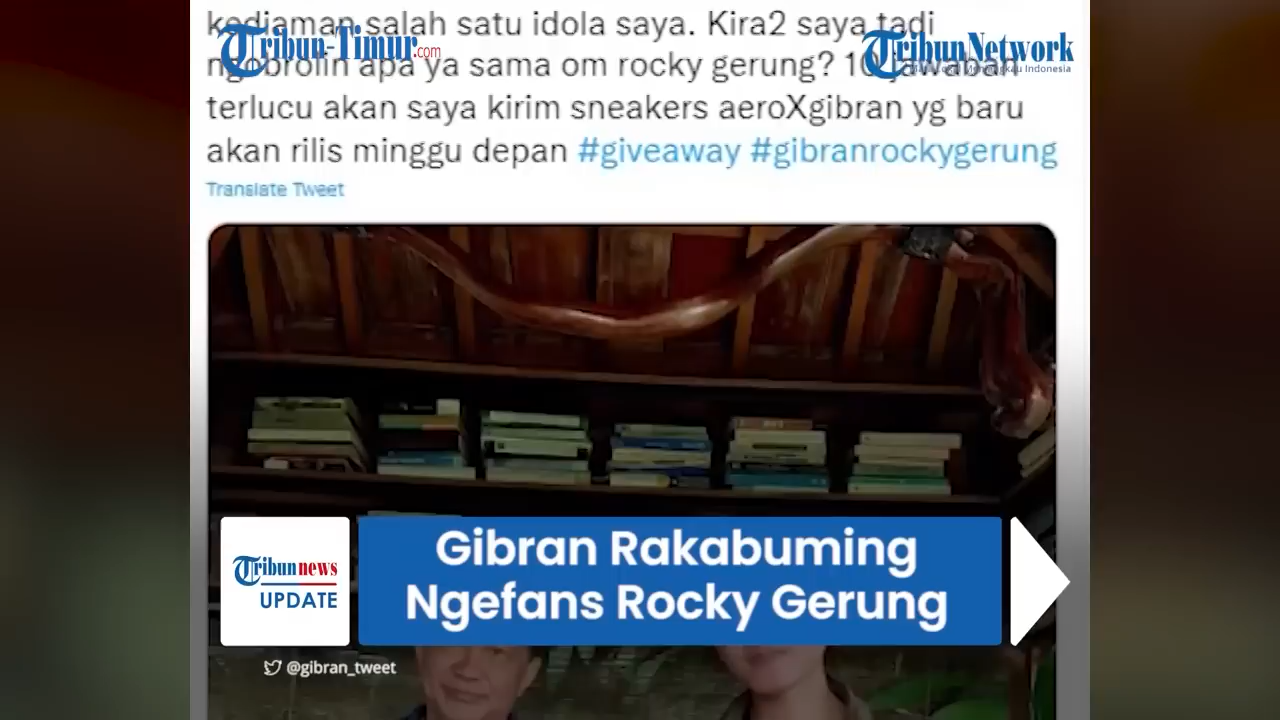 kediaman salah satu idola saya. Kira2 saya tadi
Tribun-Timur.com
TribunNetwork
ngobrolin apa ya sama om rocky gerung? 10 jawaban
terlucu akan saya kirim sneakers aeroXgibran yg baru
akan rilis minggu depan #giveaway #gibranrockygerung
Translate Tweet
Tribunnews
UPDATE
Gibran Rakabuming
Ngefans Rocky Gerung
@gibran_tweet